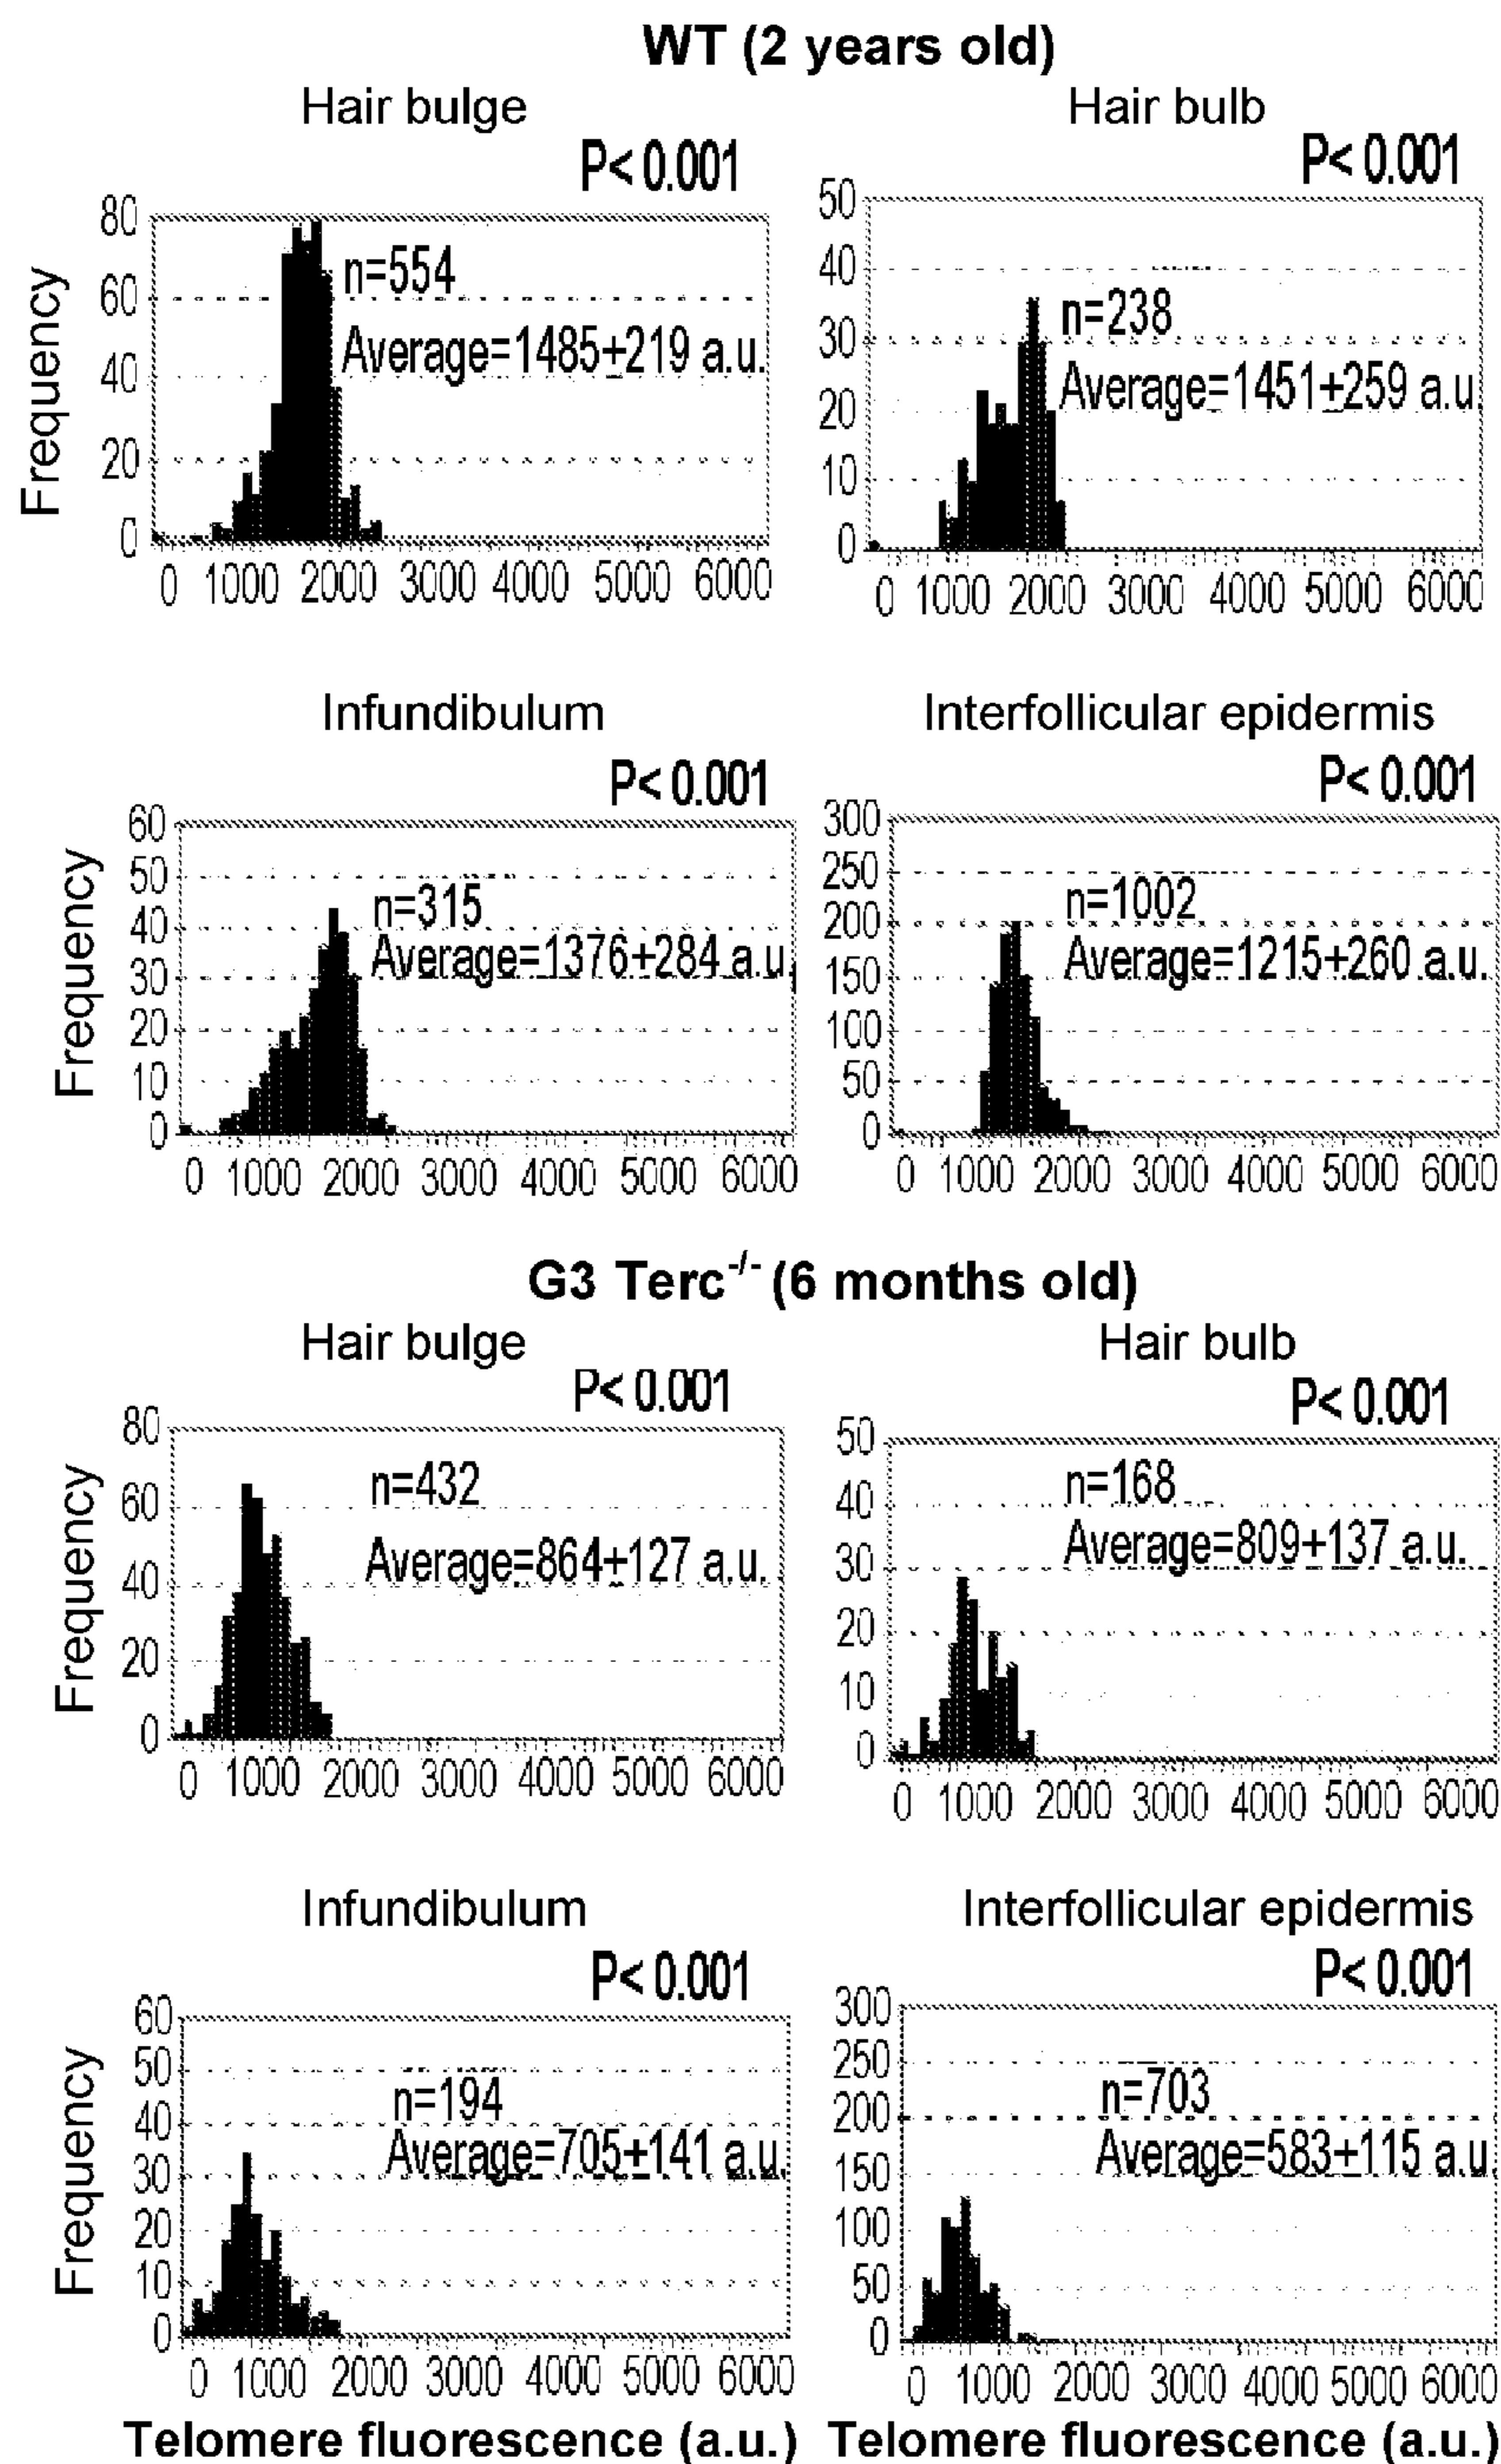 WT (2 years old)
Hair bulge
P< 0.001
Frequency
80
60
40
20
0
n=554
Average=1485±219 a.u.
0 1000 2000 3000 4000 5000 6000
Hair bulb
P< 0.001
50
40
30
20
10
0
n=238
Average=1451±259 a.u
0 1000 2000 3000 4000 5000 6000
Infundibulum
P< 0.001
Frequency
60
50
40
30
20
10
0
n=315
Average=1376±284 a.u.
0 1000 2000 3000 4000 5000 6000
Interfollicular epidermis
P< 0.001
300
250
200
150
100
50
0
n=1002
Average=1215±260 a.u.
0 1000 2000 3000 4000 5000 6000
G3 Terc-/- (6 months old)
Hair bulge
P< 0.001
Frequency
80
60
40
20
0
n=432
Average=864±127 a.u.
0 1000 2000 3000 4000 5000 6000
Hair bulb
P< 0.001
50
40
30
20
10
0
n=168
Average=809±137 a.u.
0 1000 2000 3000 4000 5000 6000
Infundibulum
P< 0.001
Frequency
60
50
40
30
20
10
0
n=194
Average=705±141 a.u.
0 1000 2000 3000 4000 5000 6000
Telomere fluorescence (a.u.)
Interfollicular epidermis
P< 0.001
300
250
200
150
100
50
0
n=703
Average=583±115 a.u
0 1000 2000 3000 4000 5000 6000
Telomere fluorescence (a.u.)